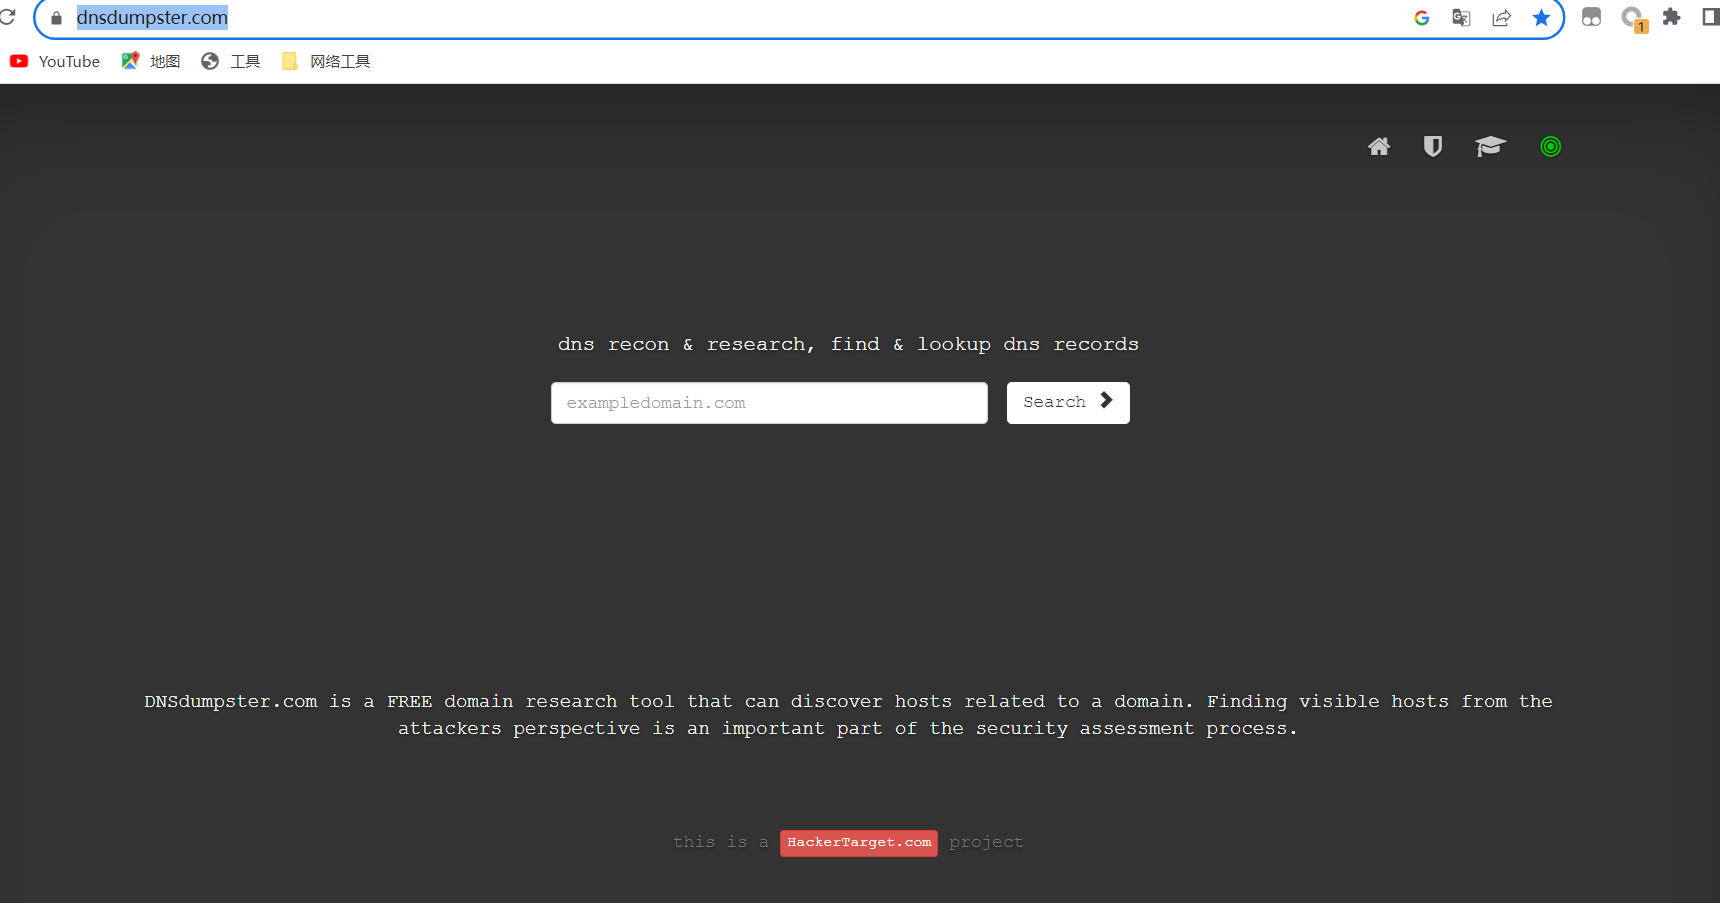 dnsdumpster.com
1
YouTube 地图 工具 网络工具
dns recon & research, find & lookup dns records
exampledomain.com Search
DNSdumpster.com is a FREE domain research tool that can discover hosts related to a domain. Finding visible hosts from the
attackers perspective is an important part of the security assessment process.
this is a HackerTarget.com project